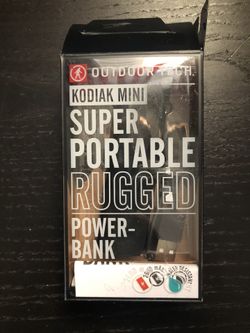 OUTDOOR TECH.
KODIAK MINI
SUPER
PORTABLE
RUGGED
POWER-
BANK